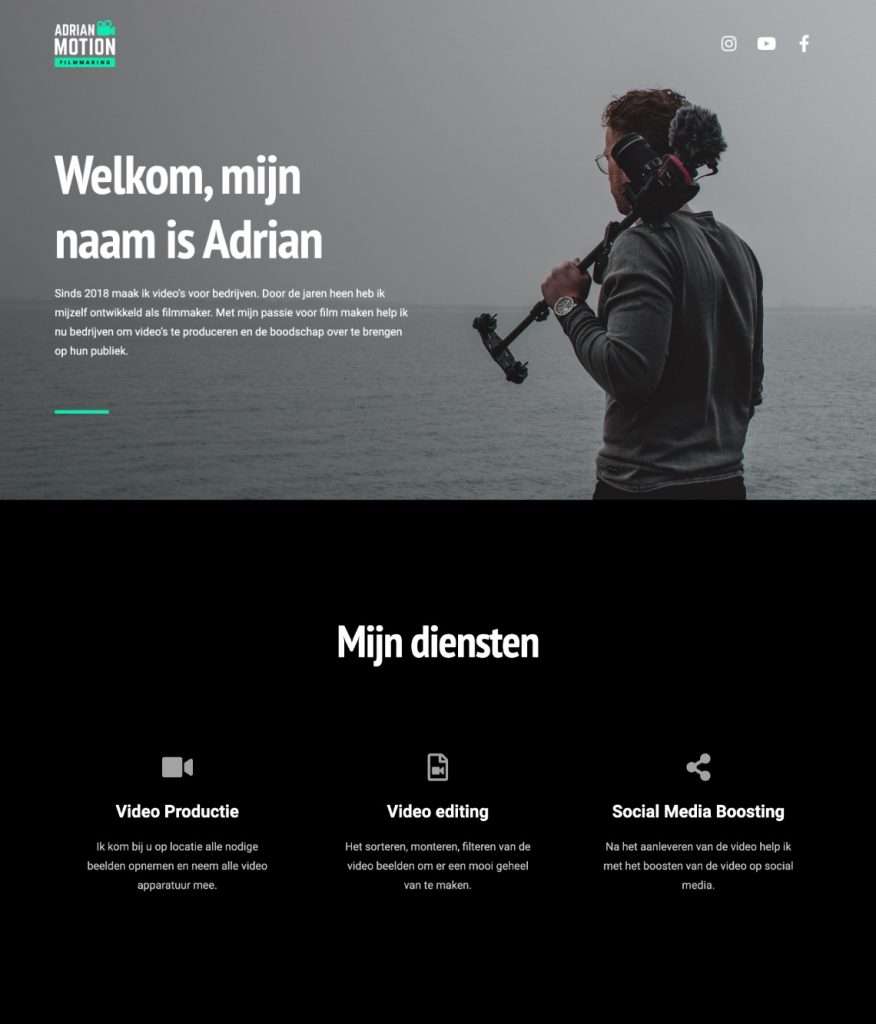 ADRIAN
MOTION
FILMMAKING
Welkom, mijn
naam is Adrian
Sinds 2018 maak ik video's voor bedrijven. Door de jaren heen heb ik
mijzelf ontwikkeld als filmmaker. Met mijn passie voor film maken help ik
nu bedrijven om video's te produceren en de boodschap over te brengen
op hun publiek.
Mijn diensten
Video Productie
Ik kom bij u op locatie alle nodige
beelden opnemen en neem alle video
apparatuur mee.
Video editing
Het sorteren, monteren, filteren van de
video beelden om er een mooi geheel
van te maken.
Social Media Boosting
Na het aanleveren van de video help ik
met het boosten van de video op social
media.